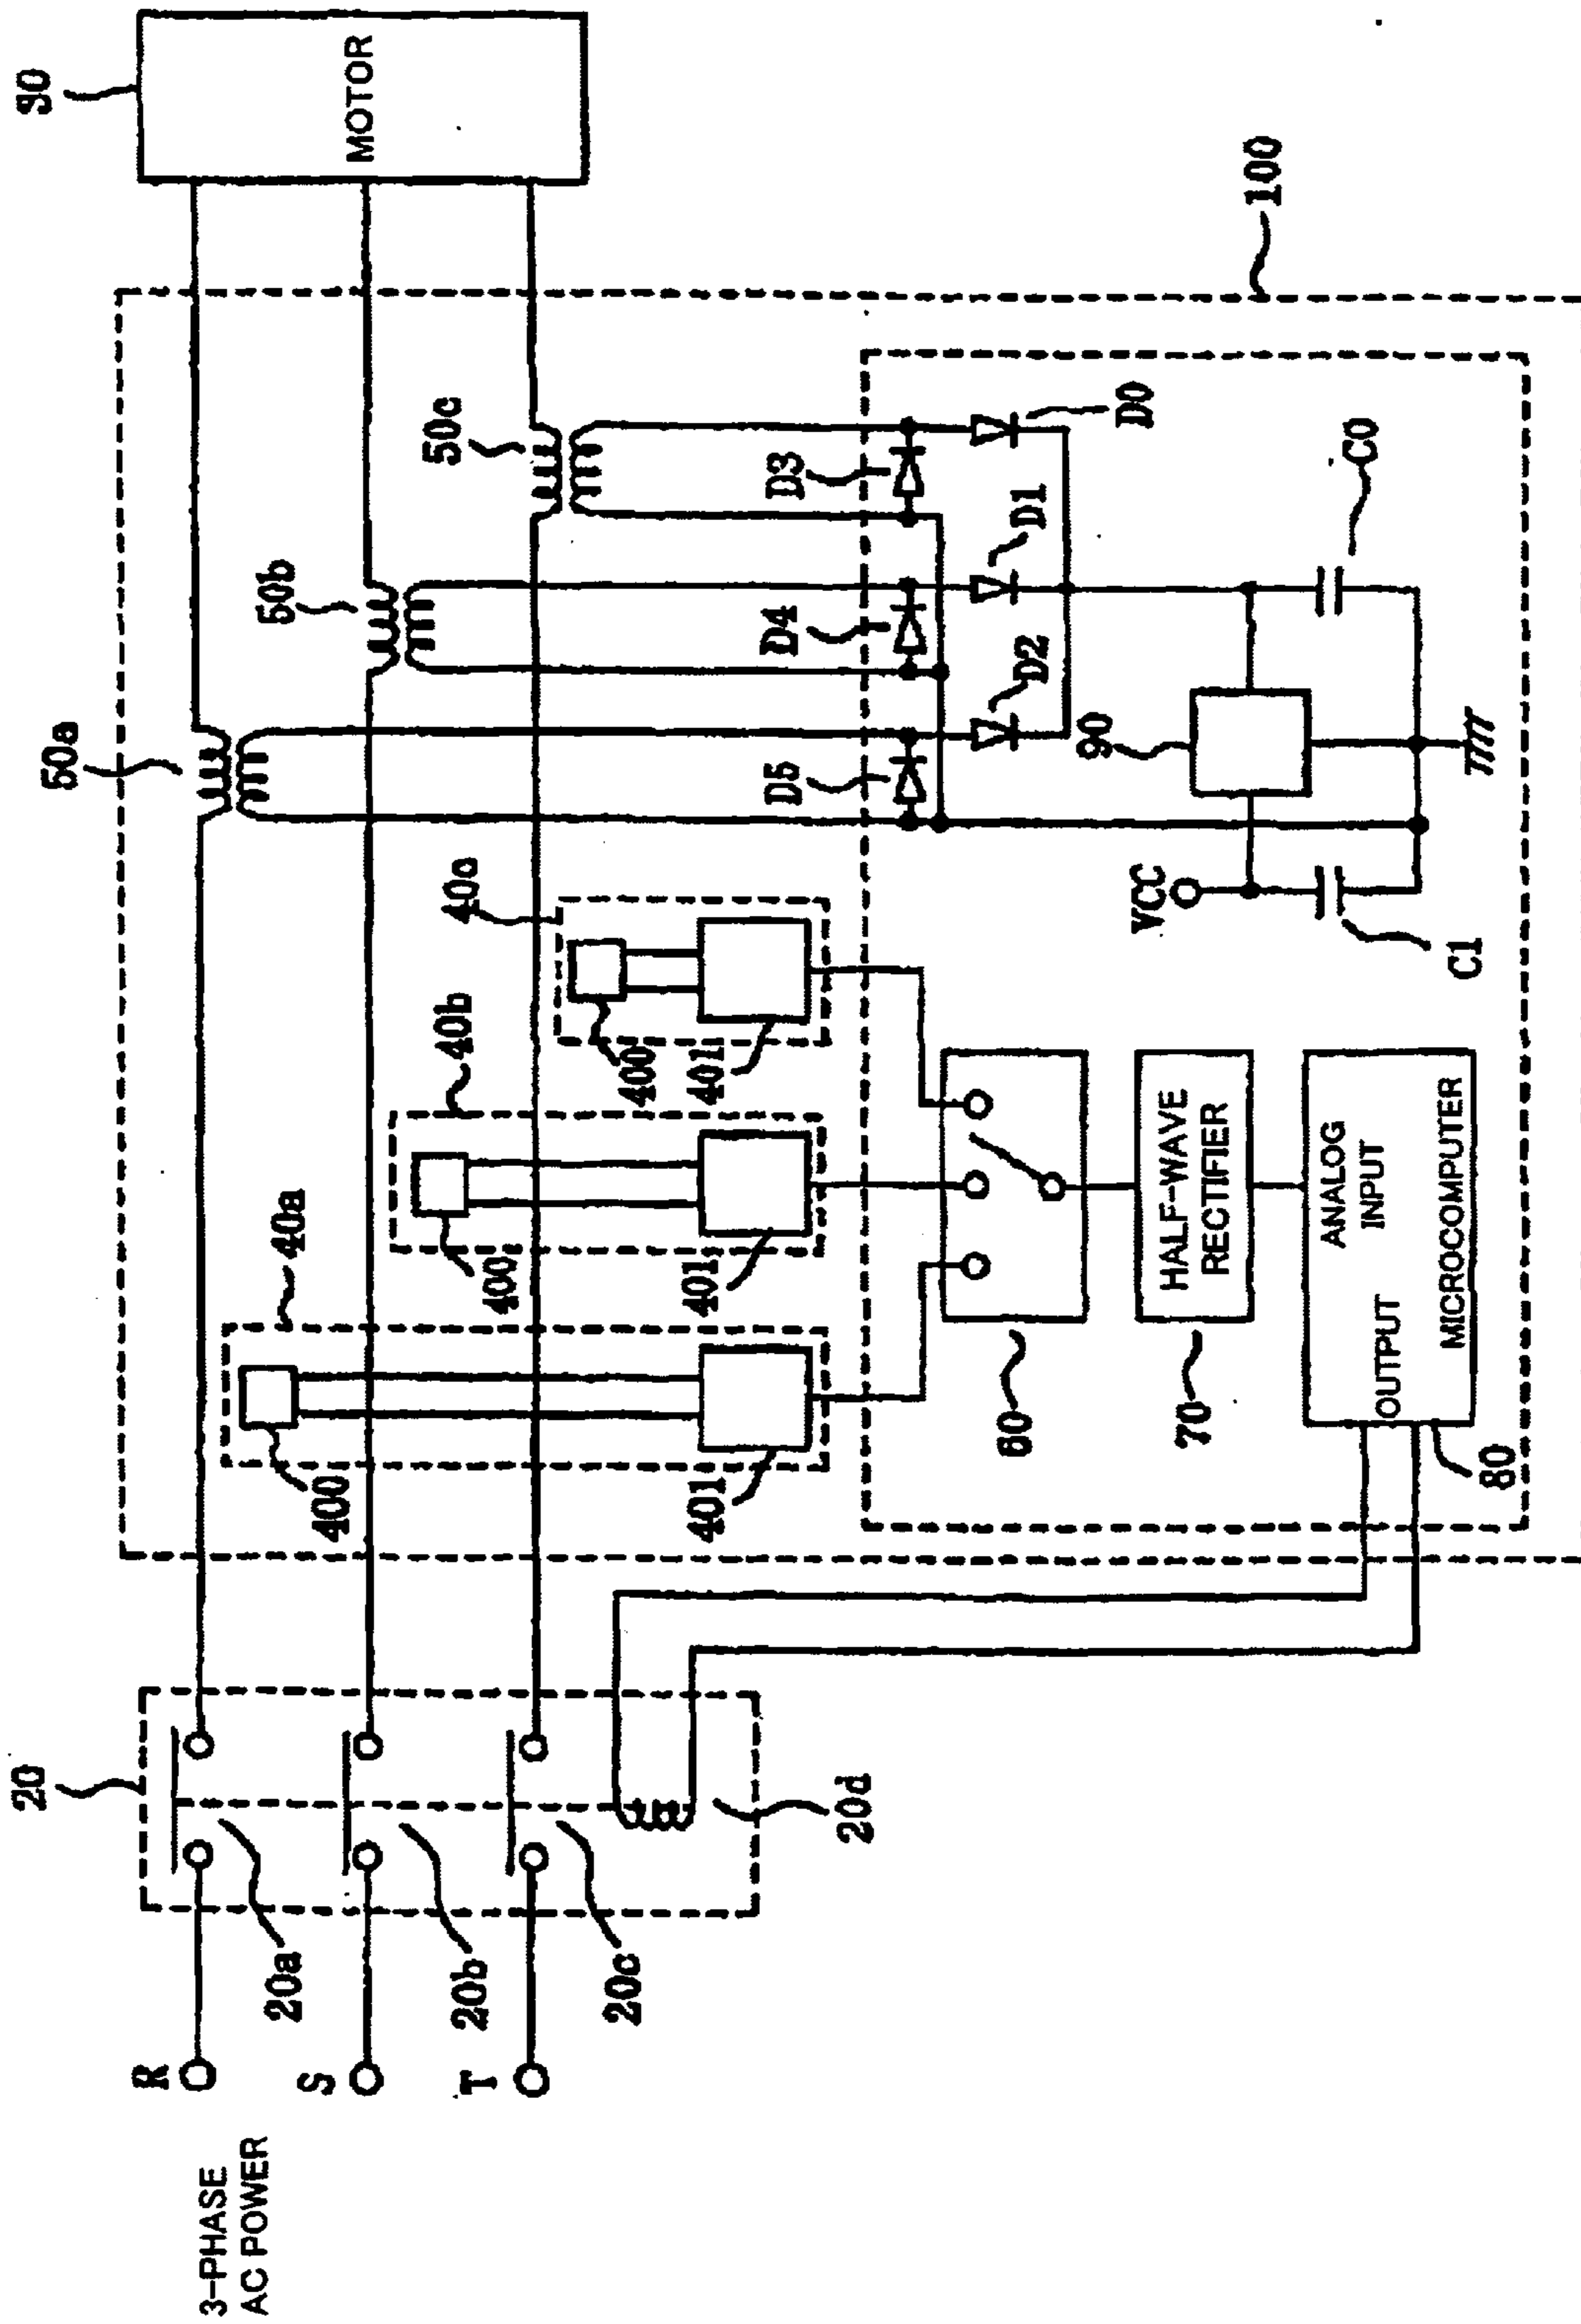 3-PHASE
AC POWER
R
S
T
20
20a
20b
20c
20d
30
MOTOR
50a
50b
50c
40a
40b
40c
400
400
400
401
401
401
D5
D4
D3
D2
D1
D0
90
VCC
C0
C1
60
70
HALF-WAVE
RECTIFIER
ANALOG
INPUT
OUTPUT
MICROCOMPUTER
80
100